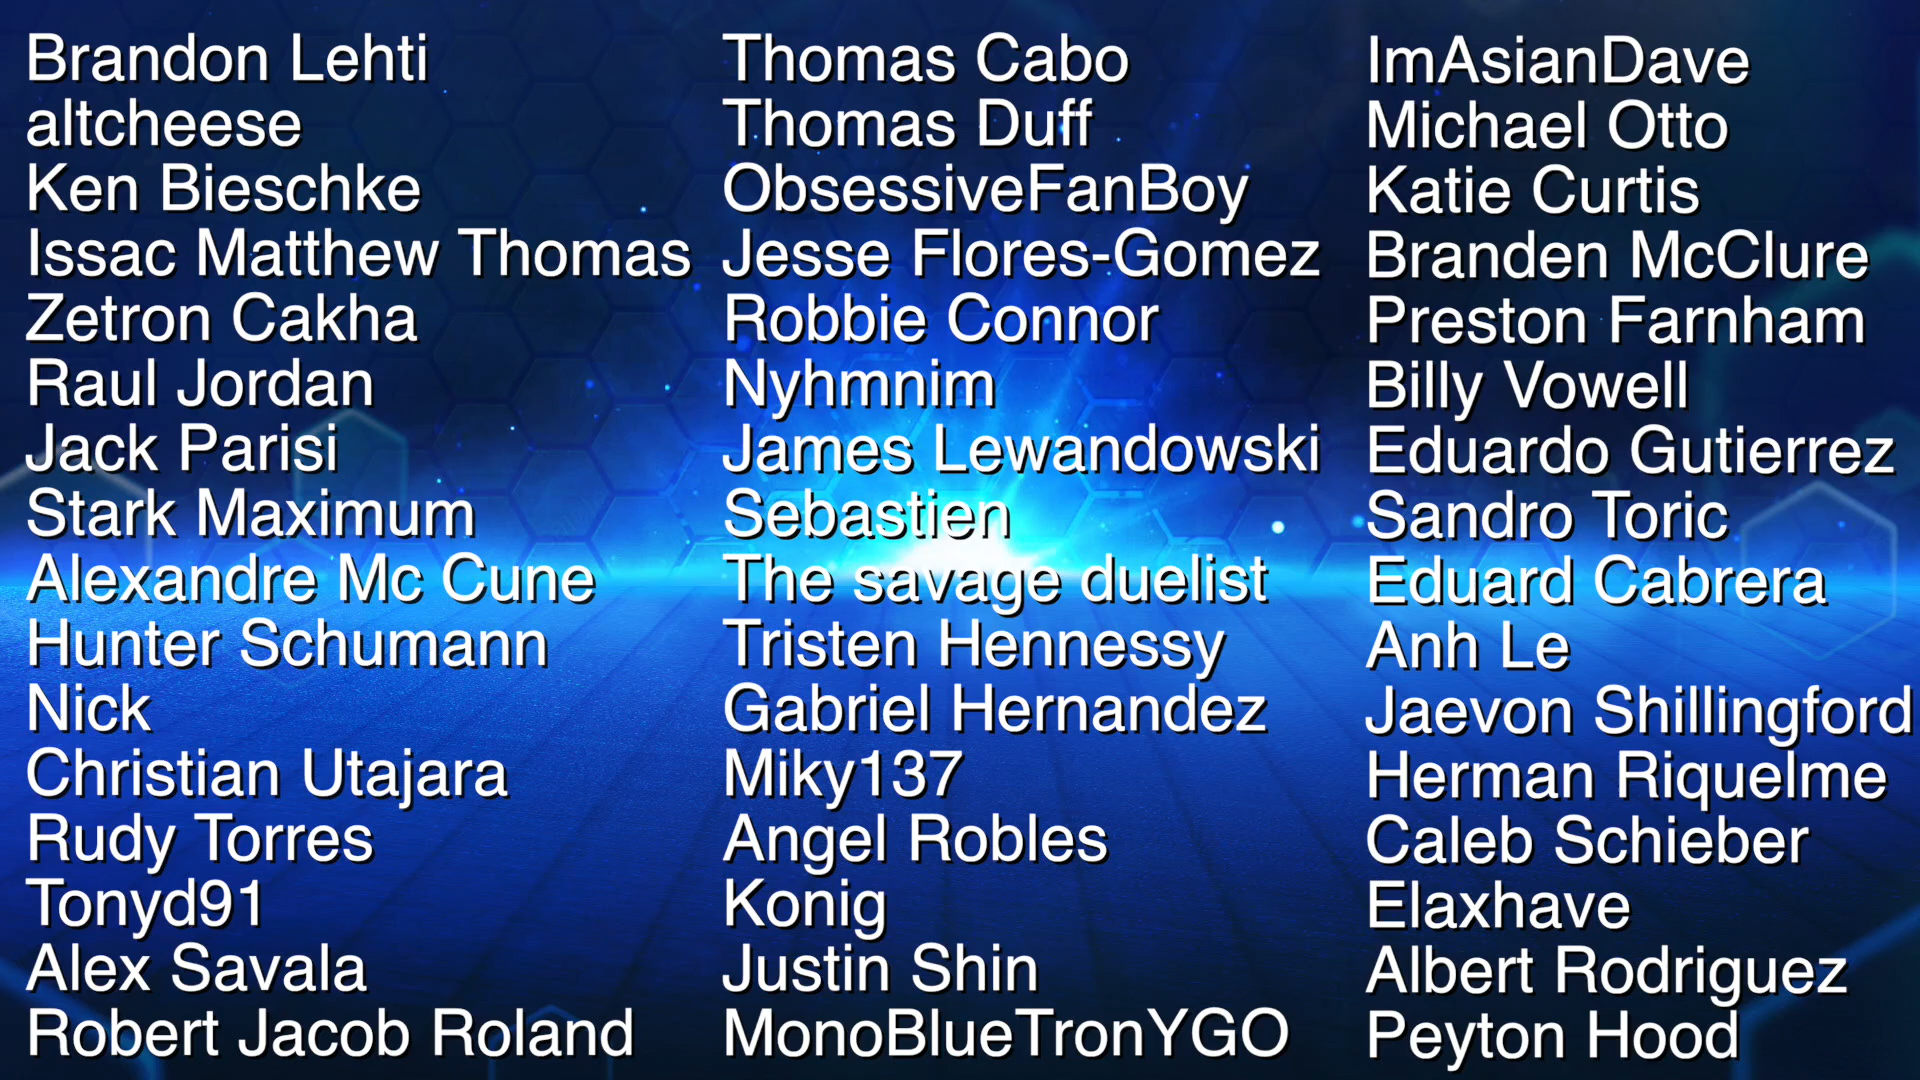 Brandon Lehti
altcheese
Ken Bieschke
Issac Matthew Thomas
Zetron Cakha
Raul Jordan
Jack Parisi
Stark Maximum
Alexandre Mc Cune
Hunter Schumann
Nick
Christian Utajara
Rudy Torres
Tonyd91
Alex Savala
Robert Jacob Roland
Thomas Cabo
Thomas Duff
ObsessiveFanBoy
Jesse Flores-Gomez
Robbie Connor
Nyhmnim
James Lewandowski
Sebastien
The savage duelist
Tristen Hennessy
Gabriel Hernandez
Miky137
Angel Robles
Konig
Justin Shin
MonoBlueTronYGO
ImAsianDave
Michael Otto
Katie Curtis
Branden McClure
Preston Farnham
Billy Vowell
Eduardo Gutierrez
Sandro Toric
Eduard Cabrera
Anh Le
Jaevon Shillingford
Herman Riquelme
Caleb Schieber
Elaxhave
Albert Rodriguez
Peyton Hood